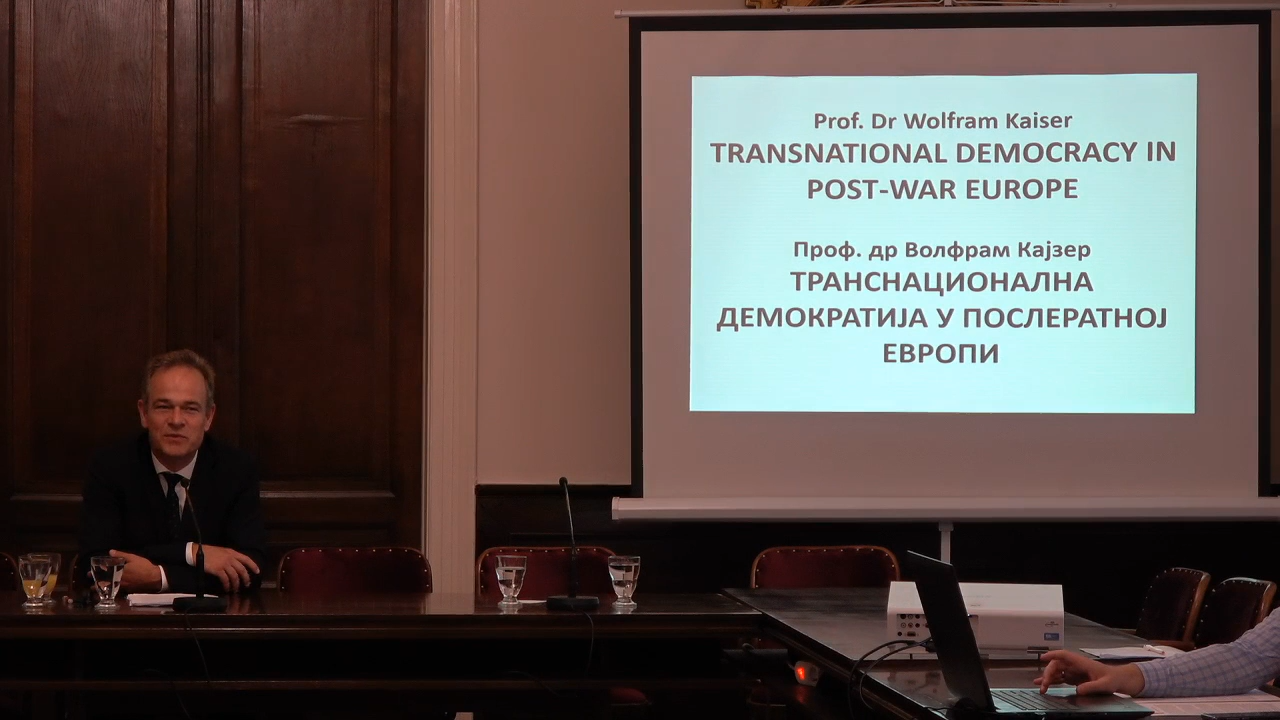 Prof. Dr Wolfram Kaiser
TRANSNATIONAL DEMOCRACY IN
POST-WAR EUROPE
Проф. др Волфрам Кајзер
ТРАНСНАЦИОНАЛНА
ДЕМОКРАТИЈА У ПОСЛЕРАТНОЈ
ЕВРОПИ